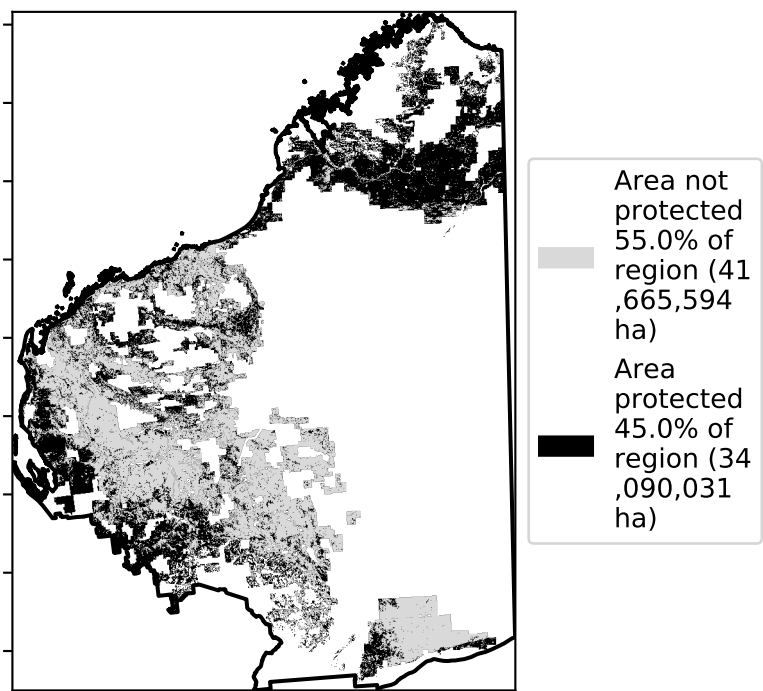 Area not
protected
55.0% of
region (41
,665,594
ha)
Area
protected
45.0% of
region (34
,090,031
ha)